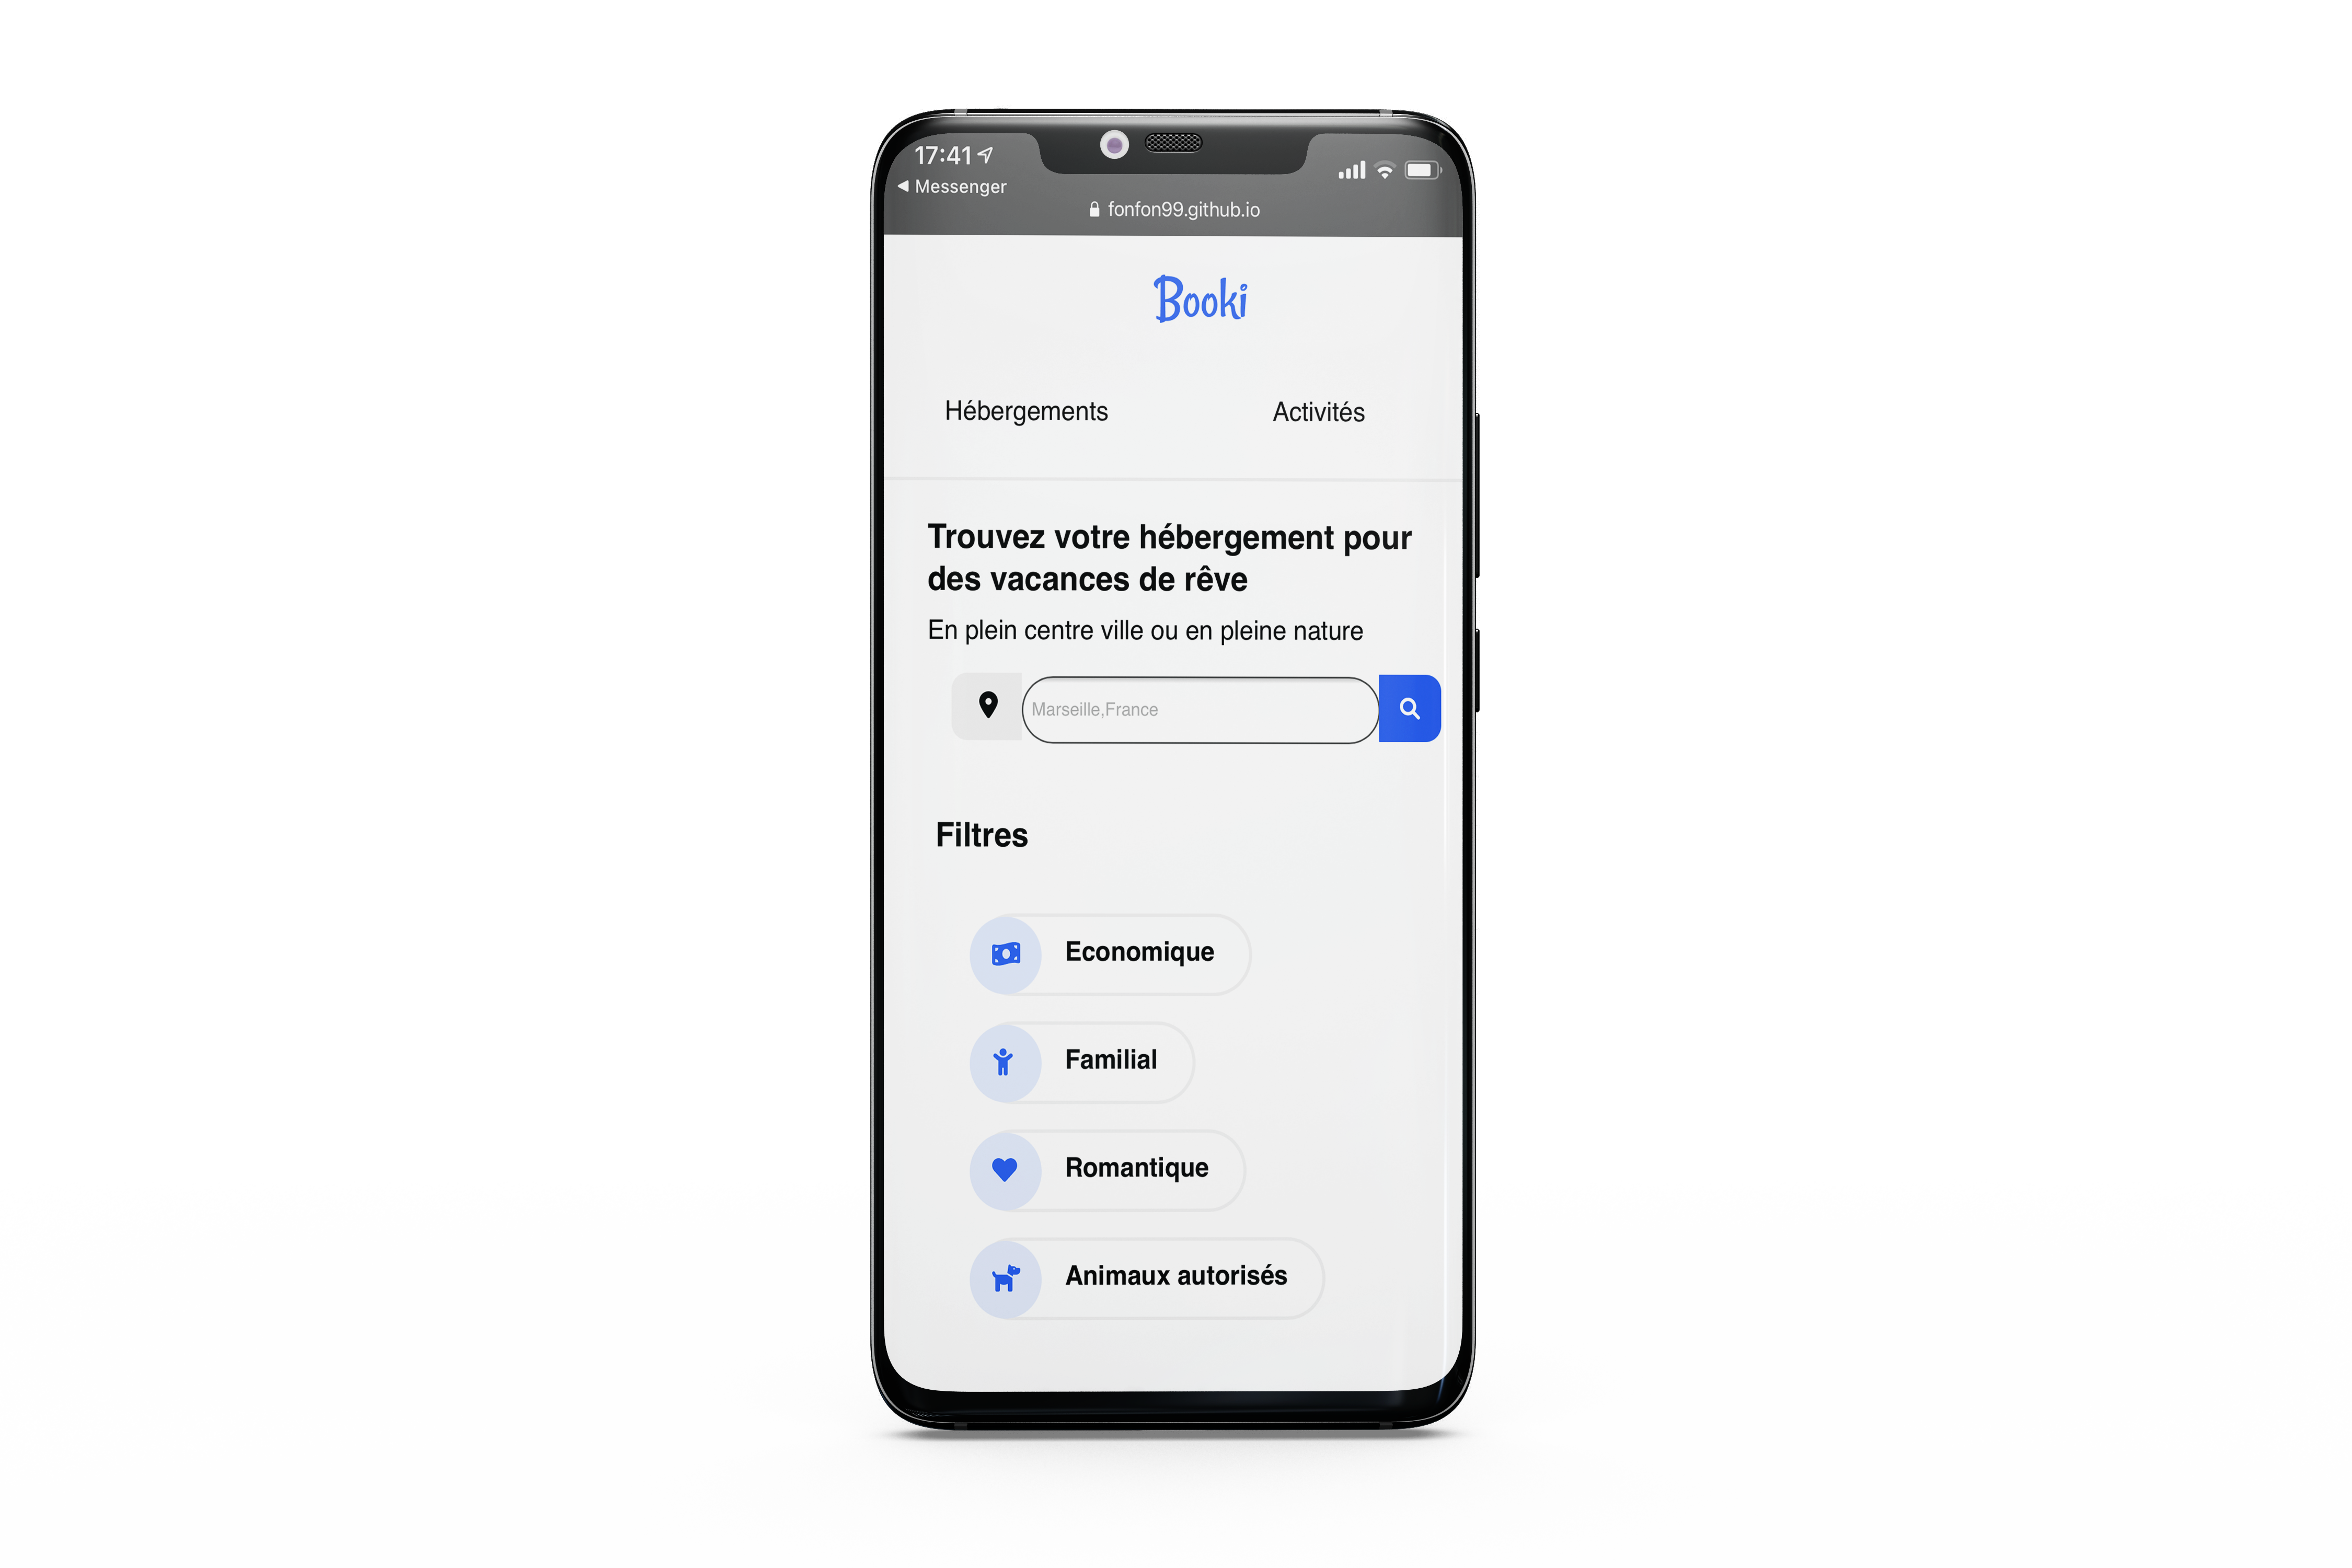 17:41
Messenger
fonfon99.github.io
Booki
Hébergements
Activités
Trouvez votre hébergement pour
des vacances de rêve
En plein centre ville ou en pleine nature
Marseille,France
Filtres
Economique
Familial
Romantique
Animaux autorisés